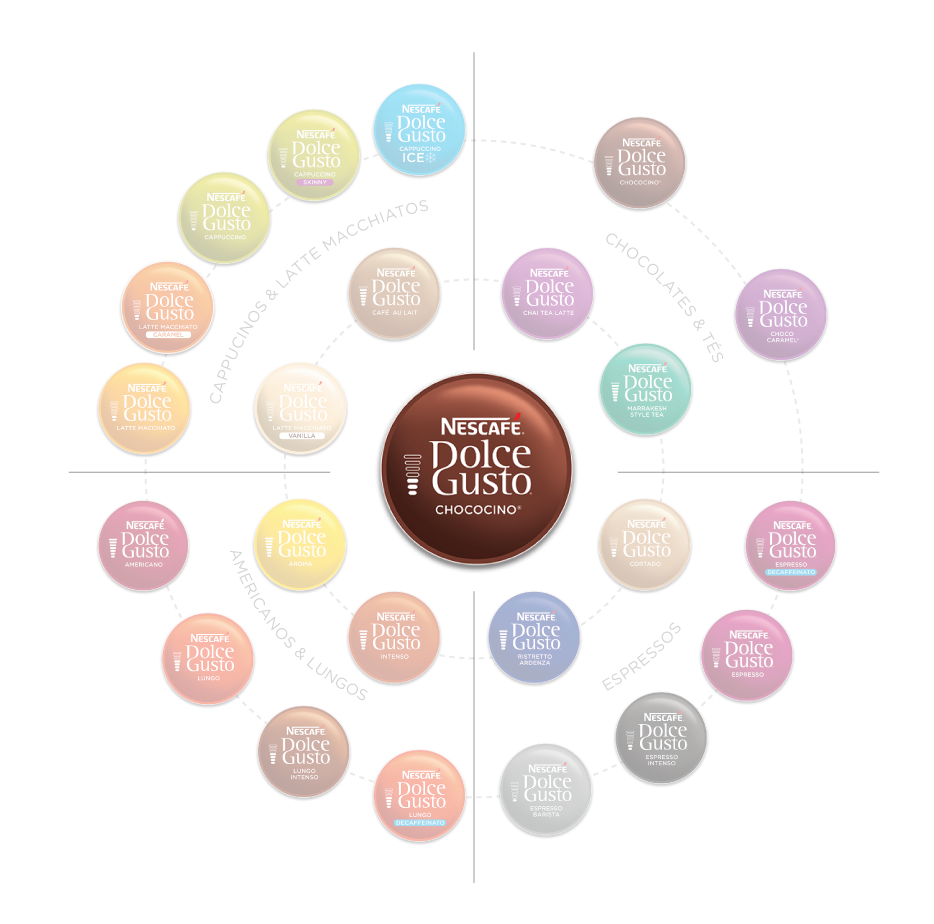 NESCAFÉ
Dolce
Gusto
CAPPUCCINO
ICE
NESCAFÉ
Dolce
Gusto
CAPPUCCINO
SKINNY
NESCAFÉ
Dolce
Gusto
CAPPUCCINO
NESCAFÉ
Dolce
Gusto
LATTE MACCHIATO
CARAMEL
NESCAFÉ
Dolce
Gusto
LATTE MACCHIATO
CAPPUCINOS & LATTE MACCHIATOS
NESCAFÉ
Dolce
Gusto
CAFÉ AU LAIT
NESCAFÉ
Dolce
Gusto
LATTE MACCHIATO
VANILLA
NESCAFÉ
Dolce
Gusto
CHOCOCINO®
CHOCOLATES & TÉS
NESCAFÉ
Dolce
Gusto
CHAI TEA LATTE
NESCAFÉ
Dolce
Gusto
CHOCO
CARAMEL
NESCAFÉ
Dolce
Gusto
MARRAKESH
STYLE TEA
NESCAFÉ®
Dolce
Gusto
CHOCOCINO®
NESCAFÉ
Dolce
Gusto
AMERICANO
NESCAFÉ
Dolce
Gusto
AROMA
AMERICANOS & LUNGOS
NESCAFÉ
Dolce
Gusto
LUNGO
NESCAFÉ
Dolce
Gusto
INTENSO
NESCAFÉ
Dolce
Gusto
LUNGO
INTENSO
NESCAFÉ
Dolce
Gusto
LUNGO
DECAFFEINATO
NESCAFÉ
Dolce
Gusto
CORTADO
NESCAFÉ
Dolce
Gusto
ESPRESSO
DECAFFEINATO
NESCAFÉ
Dolce
Gusto
RISTRETTO
ARDENZA
ESPRESSOS
NESCAFÉ
Dolce
Gusto
ESPRESSO
NESCAFÉ
Dolce
Gusto
ESPRESSO
INTENSO
NESCAFÉ
Dolce
Gusto
ESPRESSO
BARISTA